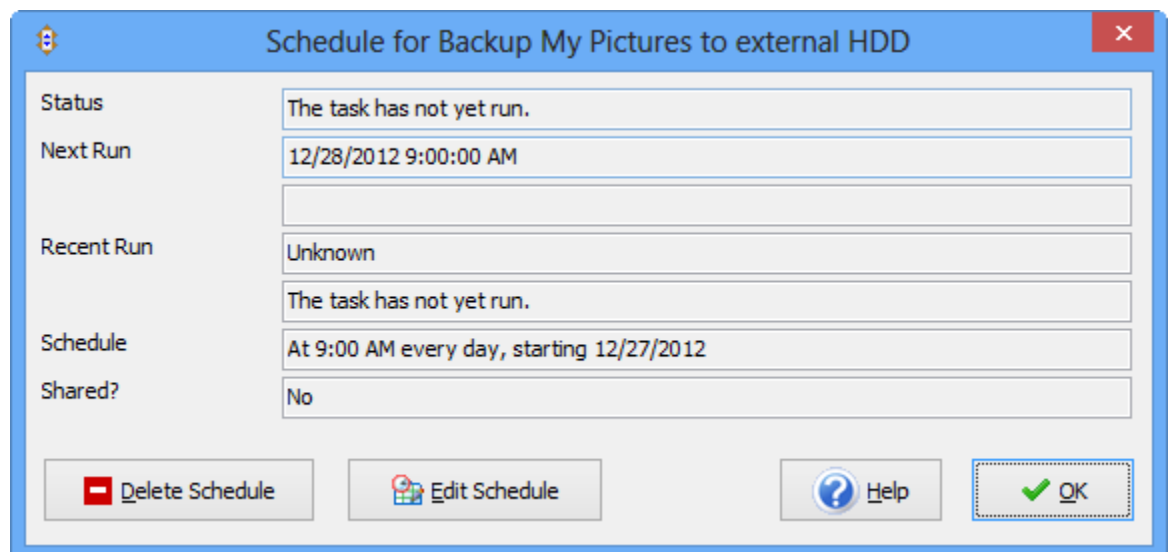 Schedule for Backup My Pictures to external HDD
Status
The task has not yet run.
Next Run
12/28/2012 9:00:00 AM
Recent Run
Unknown
The task has not yet run.
Schedule
At 9:00 AM every day, starting 12/27/2012
Shared?
No
Delete Schedule
Edit Schedule
Help
OK